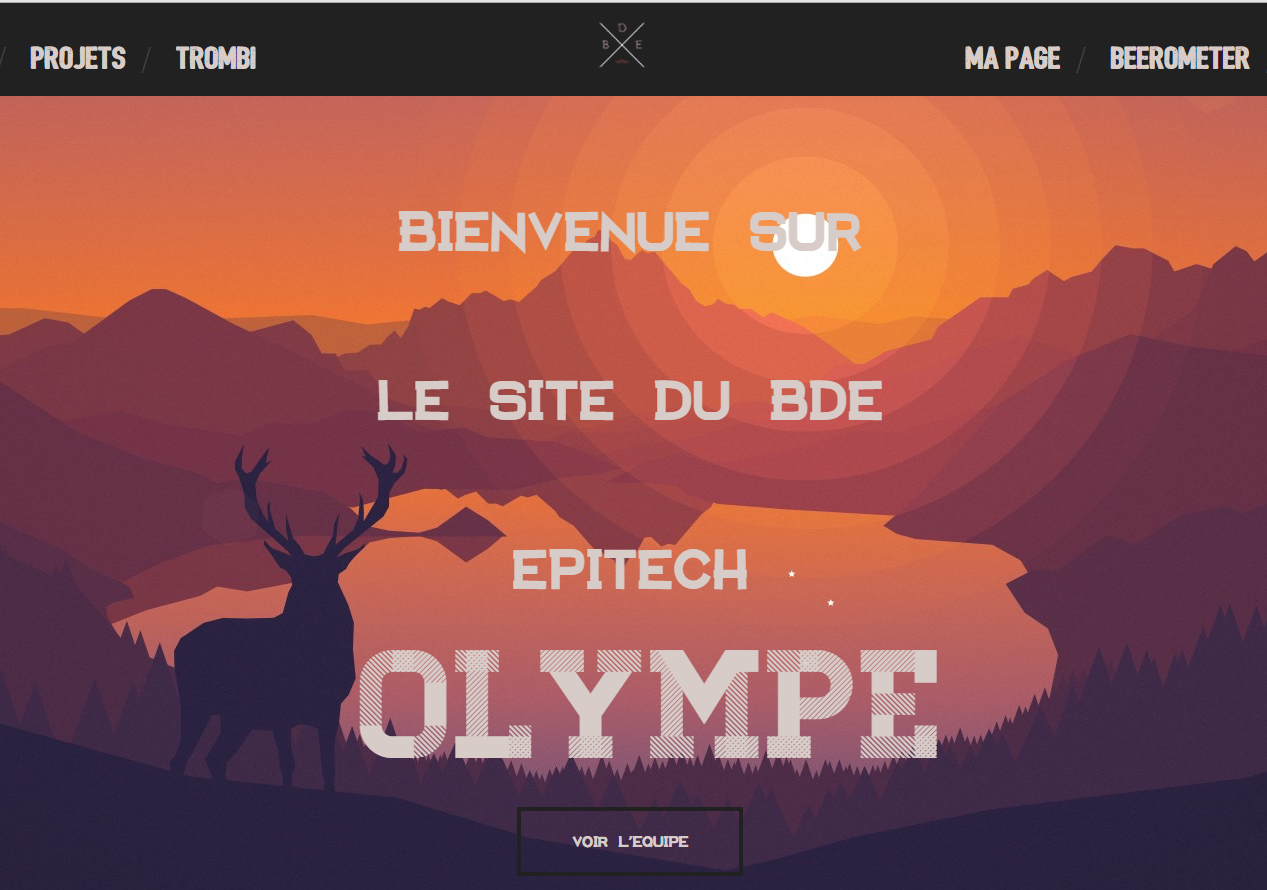 / PROJETS / TROMBI
D
B E
MA PAGE / BEEROMETER
BIENVENUE SUR
LE SITE DU BDE
EPITECH
OLYMPE
VOIR L'EQUIPE